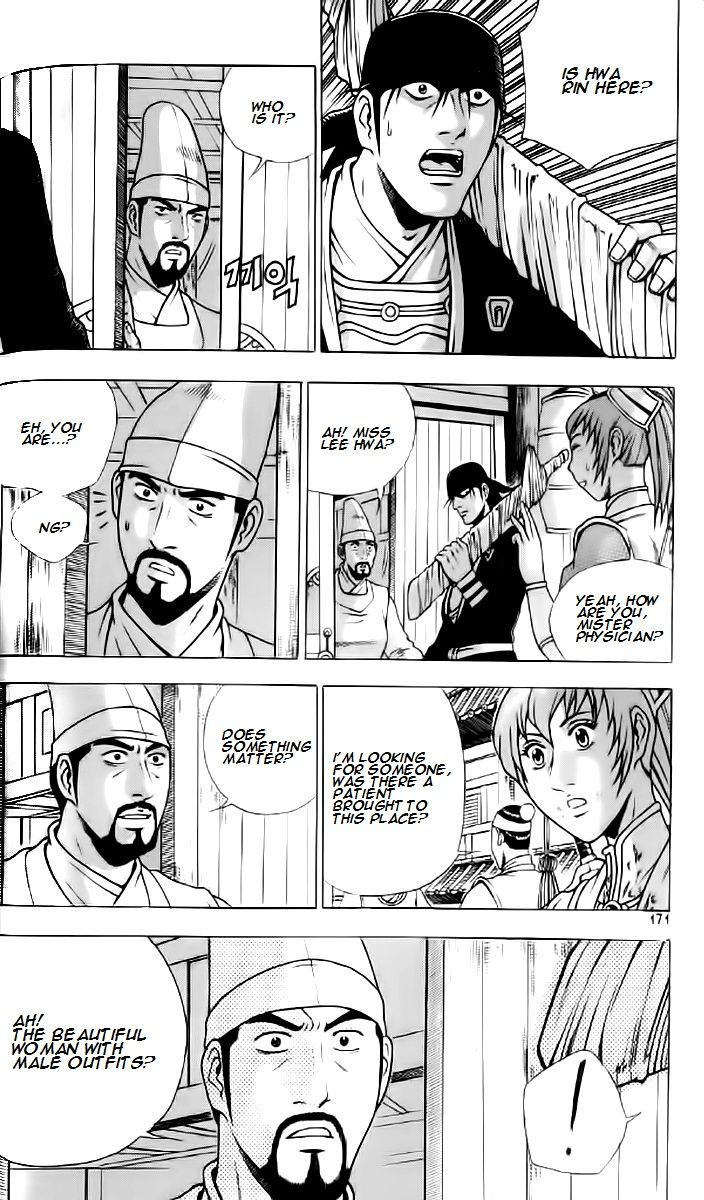 WHO
IS IT?
끼익
IS HWA
RIN HERE?
EH, YOU
ARE...?
NG?
AH! MISS
LEE HWA?
YEAH, HOW
ARE YOU,
MISTER
PHYSICIAN?
DOES
SOMETHING
MATTER?
I'M LOOKING
FOR SOMEONE,
WAS THERE A
PATIENT
BROUGHT TO
THIS PLACE?
171
AH!
THE BEAUTIFUL
WOMAN WITH
MALE OUTFITS?
!